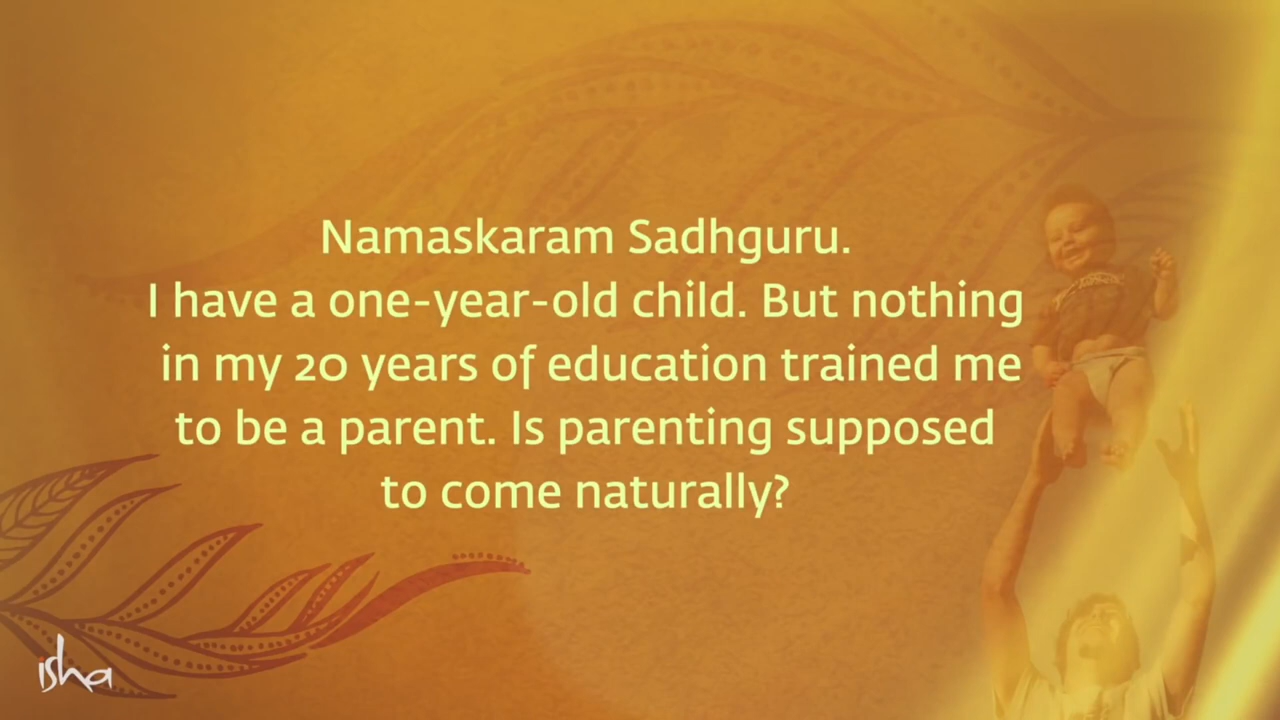 Namaskaram Sadhguru.
I have a one-year-old child. But nothing
in my 20 years of education trained me
to be a parent. Is parenting supposed
to come naturally?
isha